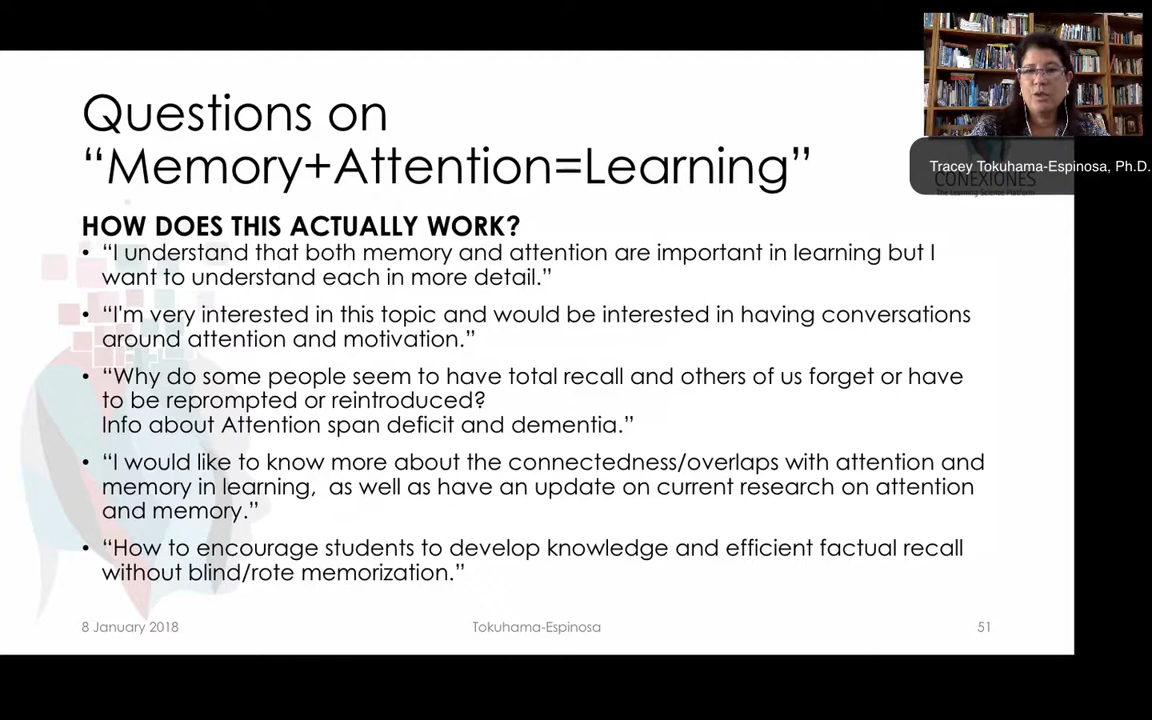 Questions on
“Memory+Attention=Learning”
Tracey Tokuhama-Espinosa, Ph.D.
CONEXIONES
The Learning Science Platform
HOW DOES THIS ACTUALLY WORK?
• “I understand that both memory and attention are important in learning but I
want to understand each in more detail.”
• “I'm very interested in this topic and would be interested in having conversations
around attention and motivation.”
• “Why do some people seem to have total recall and others of us forget or have
to be reprompted or reintroduced?
Info about Attention span deficit and dementia.”
• “I would like to know more about the connectedness/overlaps with attention and
memory in learning,  as well as have an update on current research on attention
and memory.”
• “How to encourage students to develop knowledge and efficient factual recall
without blind/rote memorization.”
8 January 2018
Tokuhama-Espinosa
51